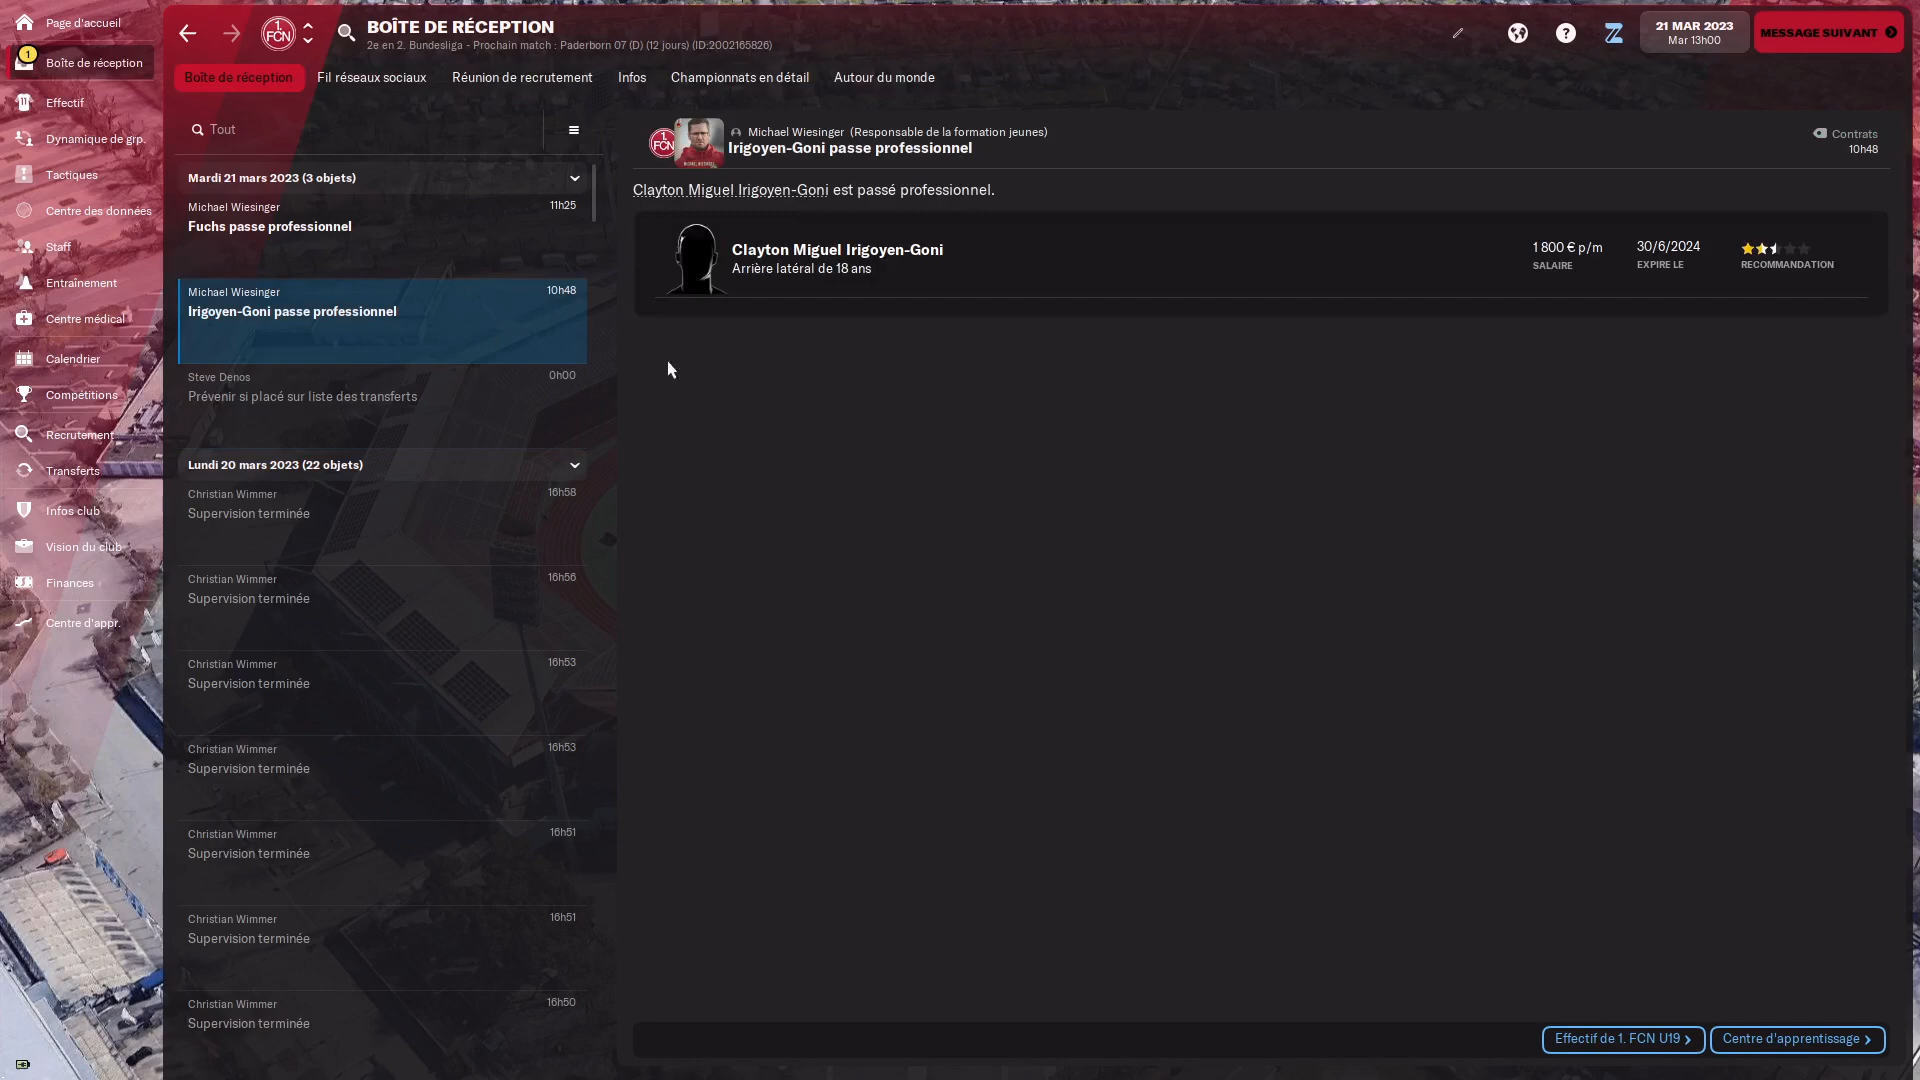 Page d'accueil
1
Boîte de réception
Effectif
Dynamique de grp.
Tactiques
Centre des données
Staff
Entraînement
Centre médical
Calendrier
Compétitions
Recrutement
Transferts
Infos club
Vision du club
Finances
Centre d'appr.
1. FCN
BOÎTE DE RÉCEPTION
2e en 2. Bundesliga - Prochain match : Paderborn 07 (D) (12 jours) (ID:2002165826)
21 MAR 2023
Mar 13h00
MESSAGE SUIVANT
Boîte de réception Fil réseaux sociaux Réunion de recrutement Infos Championnats en détail Autour du monde
Tout
Mardi 21 mars 2023 (3 objets)
Michael Wiesinger 11h25
Fuchs passe professionnel
Michael Wiesinger 10h48
Irigoyen-Goni passe professionnel
Steve Denos 0h00
Prévenir si placé sur liste des transferts
Lundi 20 mars 2023 (22 objets)
Christian Wimmer 16h58
Supervision terminée
Christian Wimmer 16h56
Supervision terminée
Christian Wimmer 16h53
Supervision terminée
Christian Wimmer 16h53
Supervision terminée
Christian Wimmer 16h51
Supervision terminée
Christian Wimmer 16h51
Supervision terminée
Christian Wimmer 16h50
Supervision terminée
1. FCN
Michael Wiesinger (Responsable de la formation jeunes)
Irigoyen-Goni passe professionnel
Contrats
10h48
Clayton Miguel Irigoyen-Goni est passé professionnel.
Clayton Miguel Irigoyen-Goni
Arrière latéral de 18 ans
1 800 € p/m
SALAIRE
30/6/2024
EXPIRE LE
RECOMMANDATION
Effectif de 1. FCN U19
Centre d'apprentissage